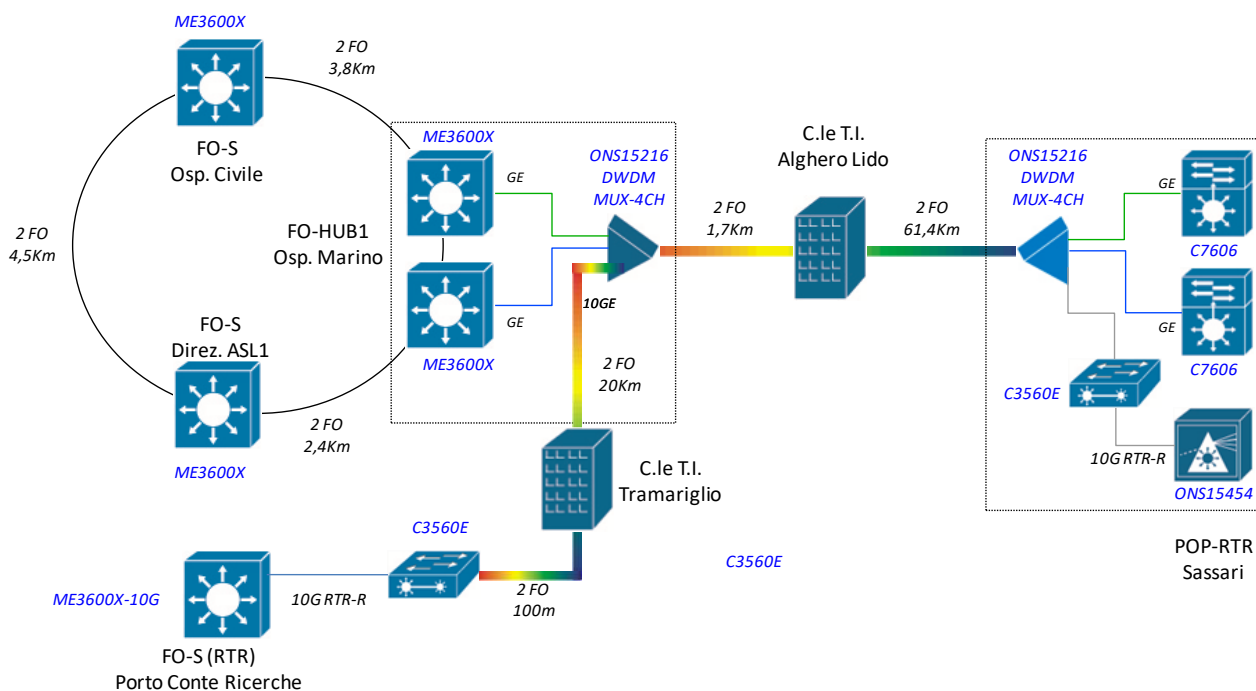 ME3600X
2 FO
3,8Km
FO-S
Osp. Civile
2 FO
4,5Km
FO-S
Direz. ASL1
ME3600X
2 FO
2,4Km
ME3600X
GE
FO-HUB1
Osp. Marino
GE
ME3600X
ONS15216
DWDM
MUX-4CH
10GE
2 FO
20Km
2 FO
1,7Km
C.le T.I.
Alghero Lido
2 FO
61,4Km
ONS15216
DWDM
MUX-4CH
GE
C7606
GE
C7606
C3560E
10G RTR-R
ONS15454
POP-RTR
Sassari
C.le T.I.
Tramariglio
C3560E
C3560E
2 FO
100m
10G RTR-R
ME3600X-10G
FO-S (RTR)
Porto Conte Ricerche